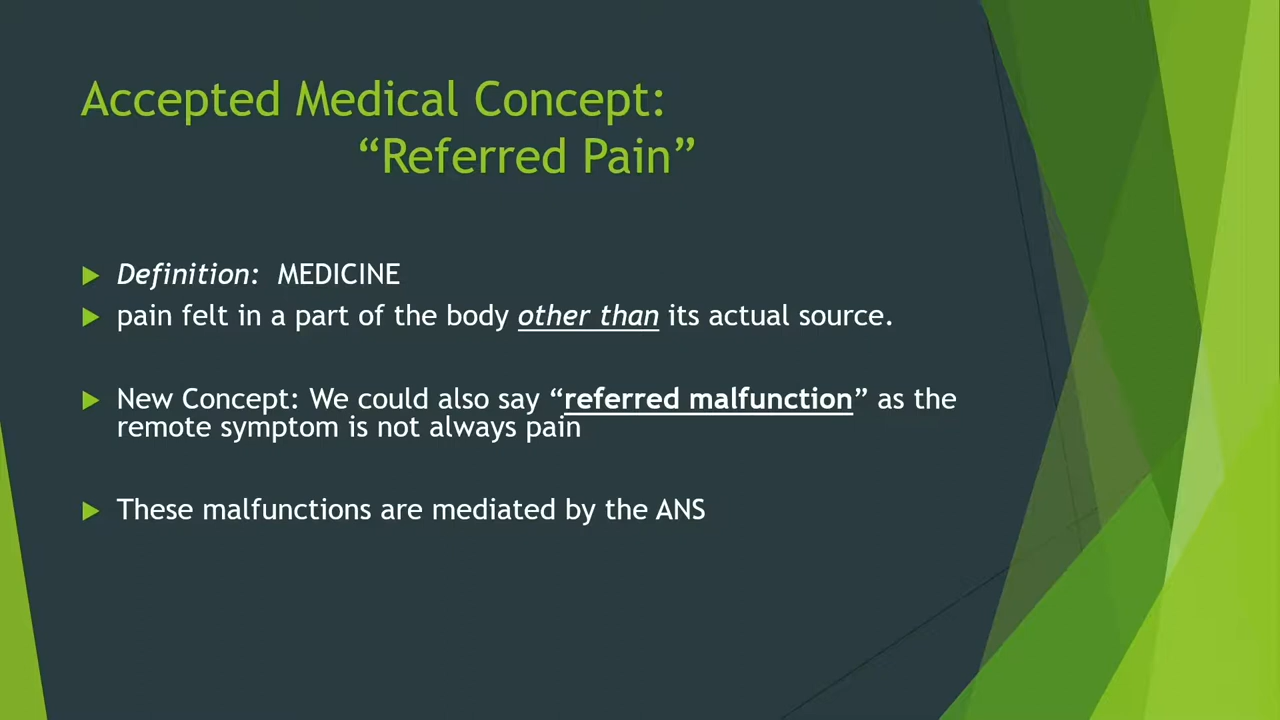 Accepted Medical Concept:
“Referred Pain”
Definition: MEDICINE
pain felt in a part of the body other than its actual source.
New Concept: We could also say “referred malfunction” as the
remote symptom is not always pain
These malfunctions are mediated by the ANS